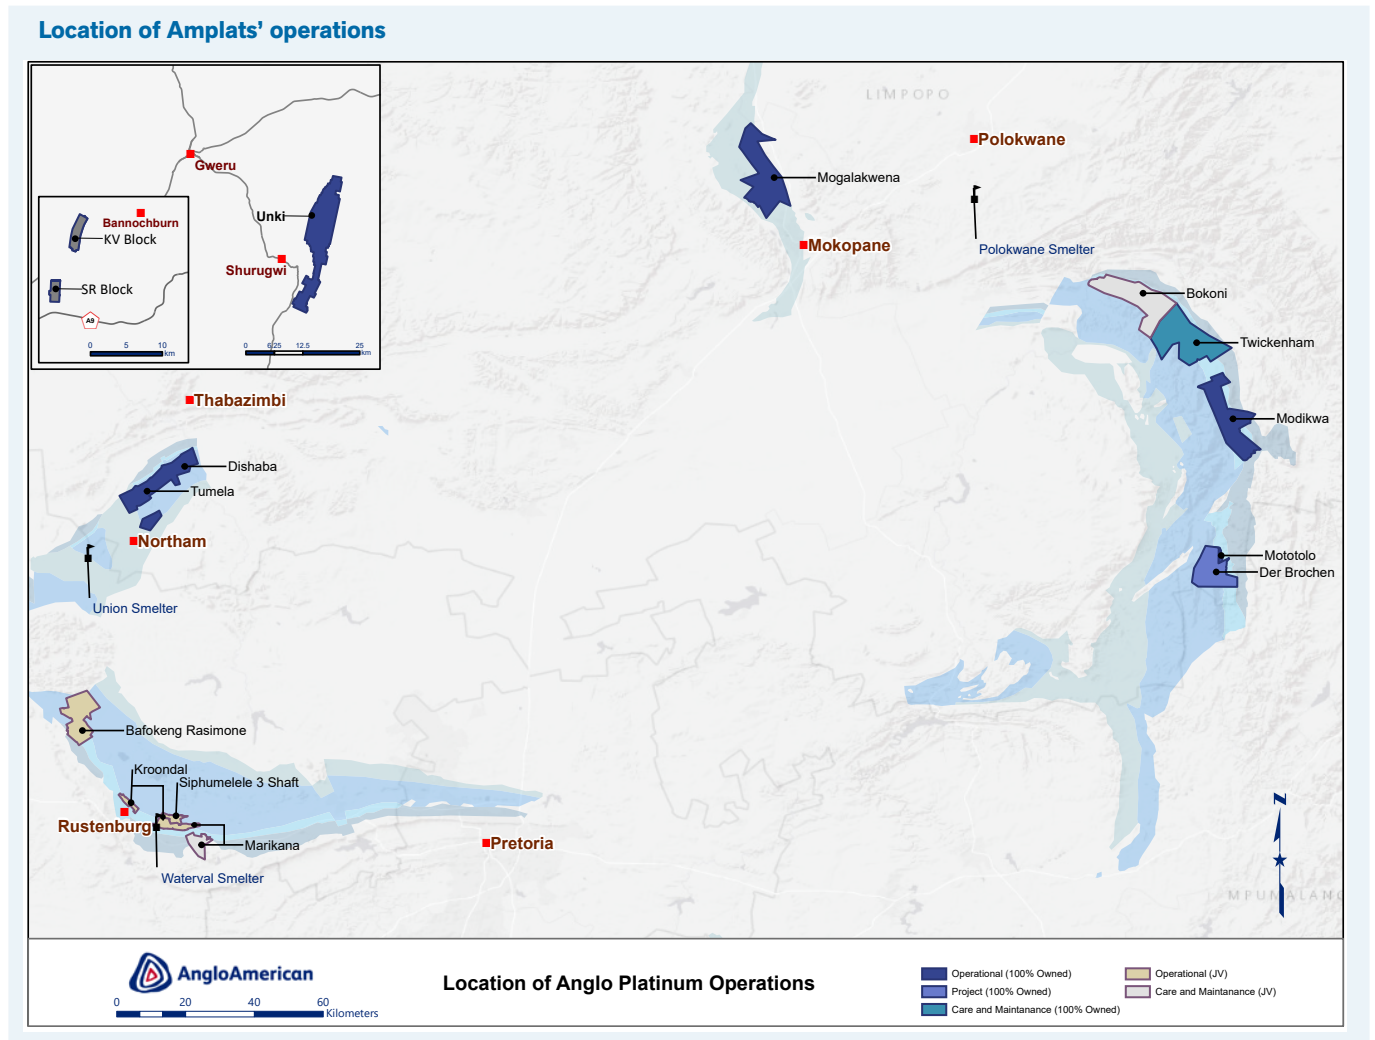 Location of Amplats' operations
LIMPOPO
Polokwane
Gweru
Mogalakwena
Unki
Bannochburn
KV Block
Shurugwi
Mokopane
Polokwane Smelter
SR Block
Bokoni
A9
0 5 10 km
0 6.25 12.5 25 km
Twickenham
Thabazimbi
Modikwa
Dishaba
Tumela
Northam
Mototolo
Der Brochen
Union Smelter
Bafokeng Rasimone
Kroondal
Siphumelele 3 Shaft
Rustenburg
Marikana
Pretoria
Waterval Smelter
N
MPUMALANG
AngloAmerican
0 20 40 60
Kilometers
Location of Anglo Platinum Operations
Operational (100% Owned)
Project (100% Owned)
Care and Maintanance (100% Owned)
Operational (JV)
Care and Maintanance (JV)